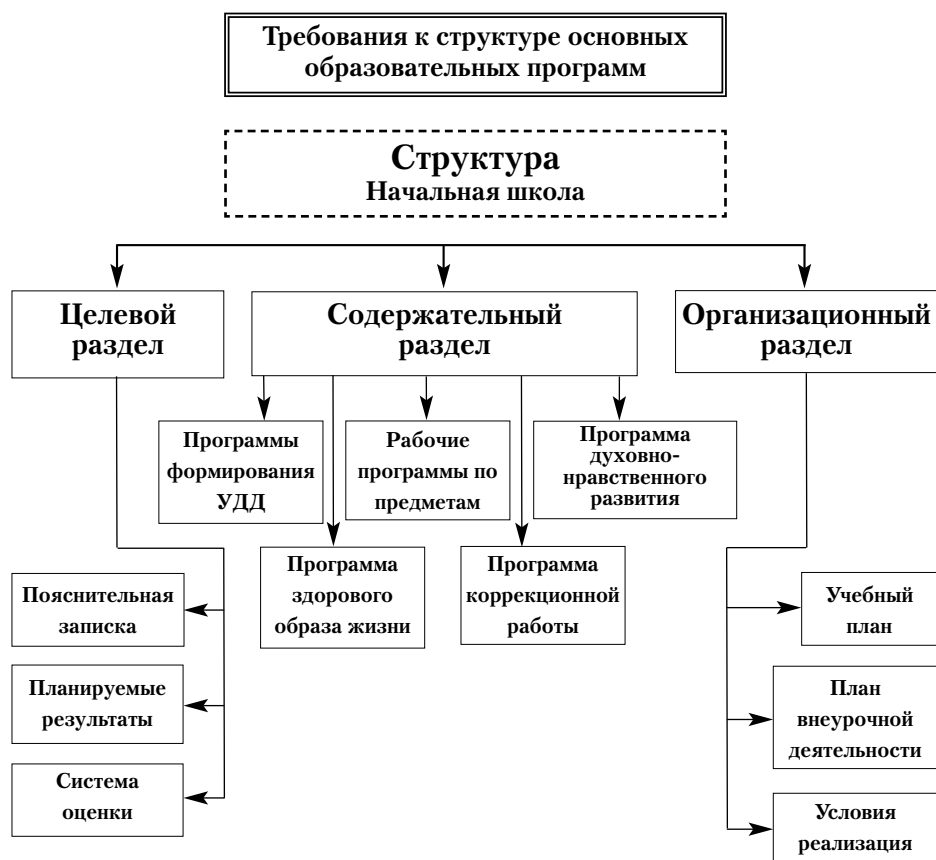 Требования к структуре основных
образовательных программ
Структура
Начальная школа
Целевой
раздел
Содержательный
раздел
Организационный
раздел
Программы
формирования
УДД
Рабочие
программы по
предметам
Программа
духовно-
нравственного
развития
Программа
здорового
образа жизни
Программа
коррекционной
работы
Пояснительная
записка
Планируемые
результаты
Система
оценки
Учебный
план
План
внеурочной
деятельности
Условия
реализация